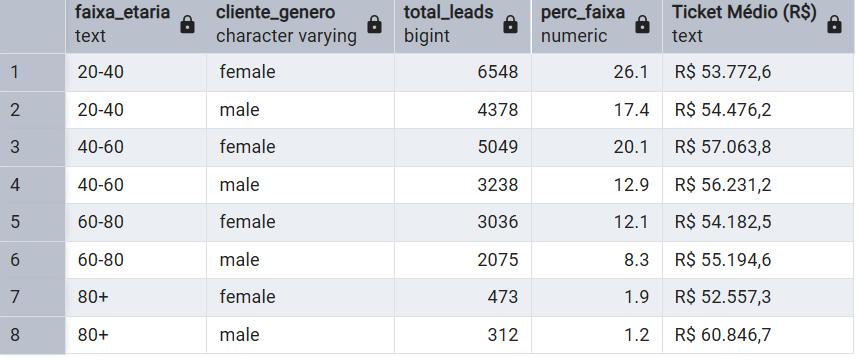 faixa_etaria cliente_genero total_leads perc_faixa Ticket Médio (R$)
text character varying bigint numeric text
1 20-40 female 6548 26.1 R$ 53.772,6
2 20-40 male 4378 17.4 R$ 54.476,2
3 40-60 female 5049 20.1 R$ 57.063,8
4 40-60 male 3238 12.9 R$ 56.231,2
5 60-80 female 3036 12.1 R$ 54.182,5
6 60-80 male 2075 8.3 R$ 55.194,6
7 80+ female 473 1.9 R$ 52.557,3
8 80+ male 312 1.2 R$ 60.846,7